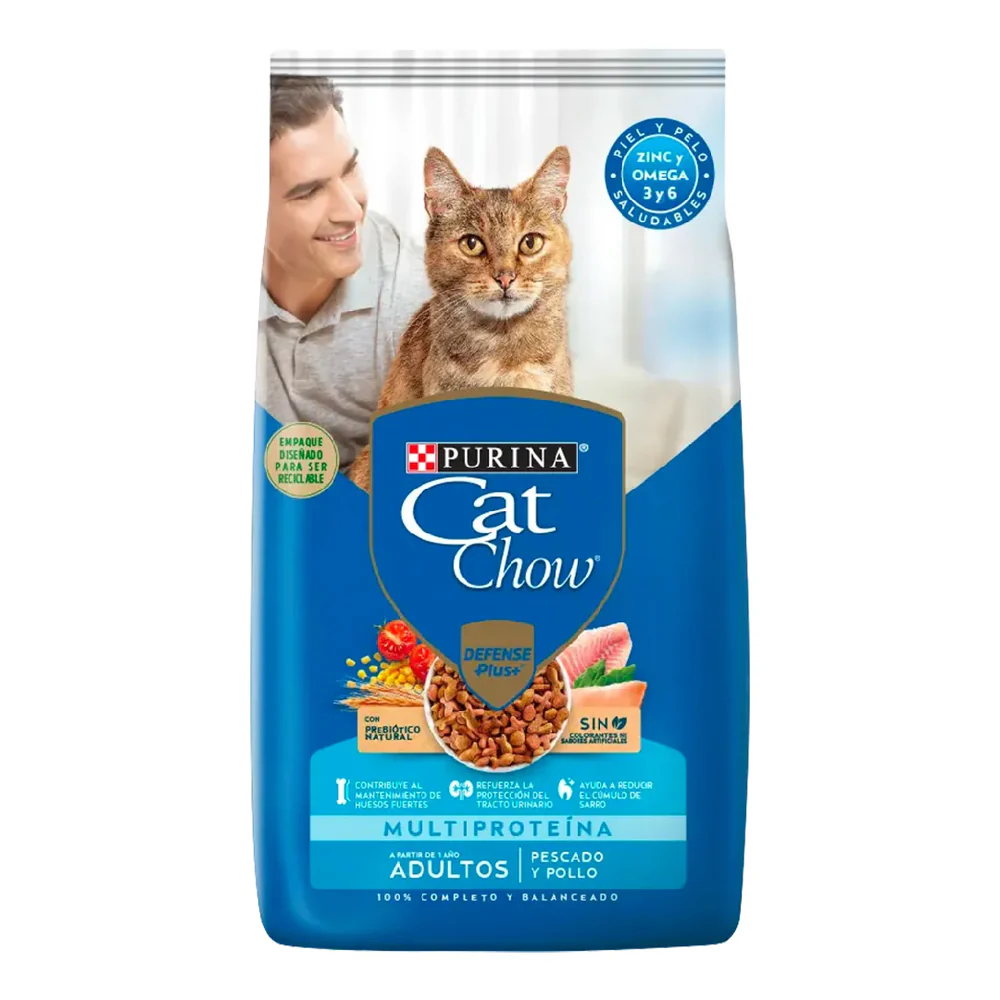 PIEL Y PELO
ZINC y
OMEGA
3 y 6
SALUDABLES
EMPAQUE
DISEÑADO
PARA SER
RECICLABLE
PURINA®
Cat
Chow®
DEFENSE
Plus+
CON
PREBIÓTICO
NATURAL
SIN
COLORANTES NI
SABORES ARTIFICIALES
CONTRIBUYE AL
MANTENIMIENTO DE
HUESOS FUERTES
REFUERZA LA
PROTECCIÓN DEL
TRACTO URINARIO
AYUDA A REDUCIR
EL CÚMULO DE
SARRO
MULTIPROTEÍNA
A PARTIR DE 1 AÑO
ADULTOS
PESCADO
Y POLLO
100% COMPLETO Y BALANCEADO